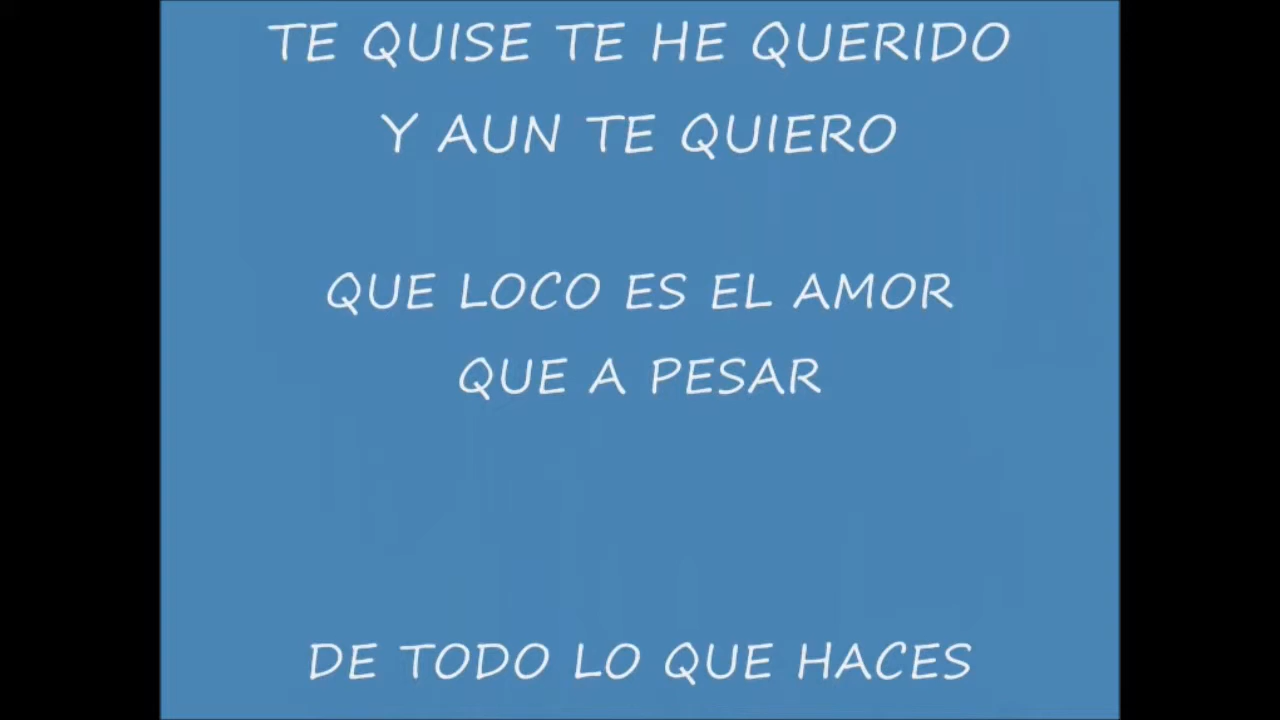 TE QUISE TE HE QUERIDO
Y AUN TE QUIERO
QUE LOCO ES EL AMOR
QUE A PESAR
DE TODO LO QUE HACES